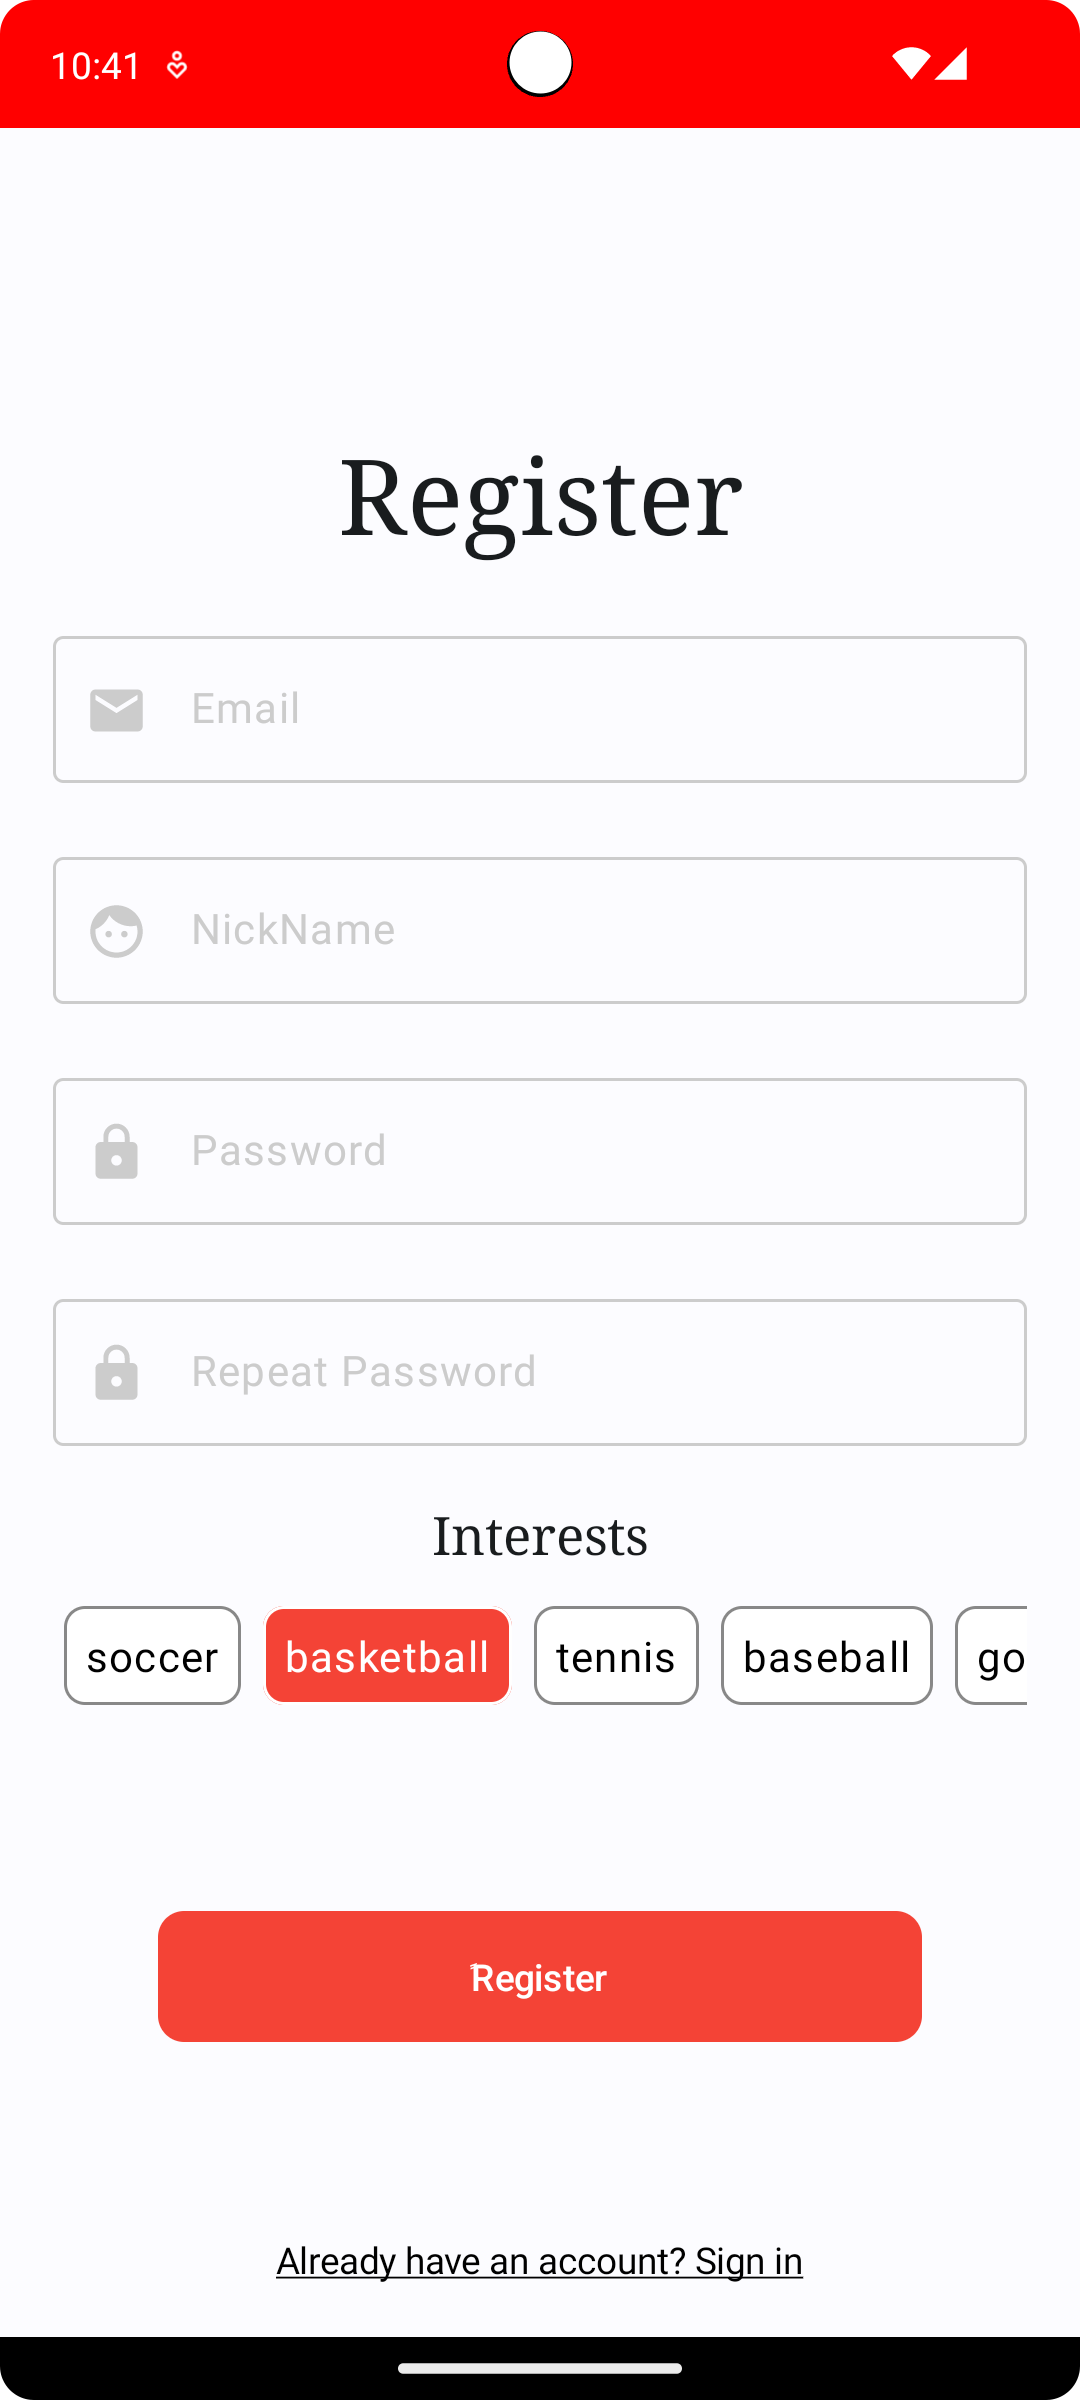 10:41
Register
Email
NickName
Password
Repeat Password
Interests
soccer basketball tennis baseball go
Register
Already have an account? Sign in